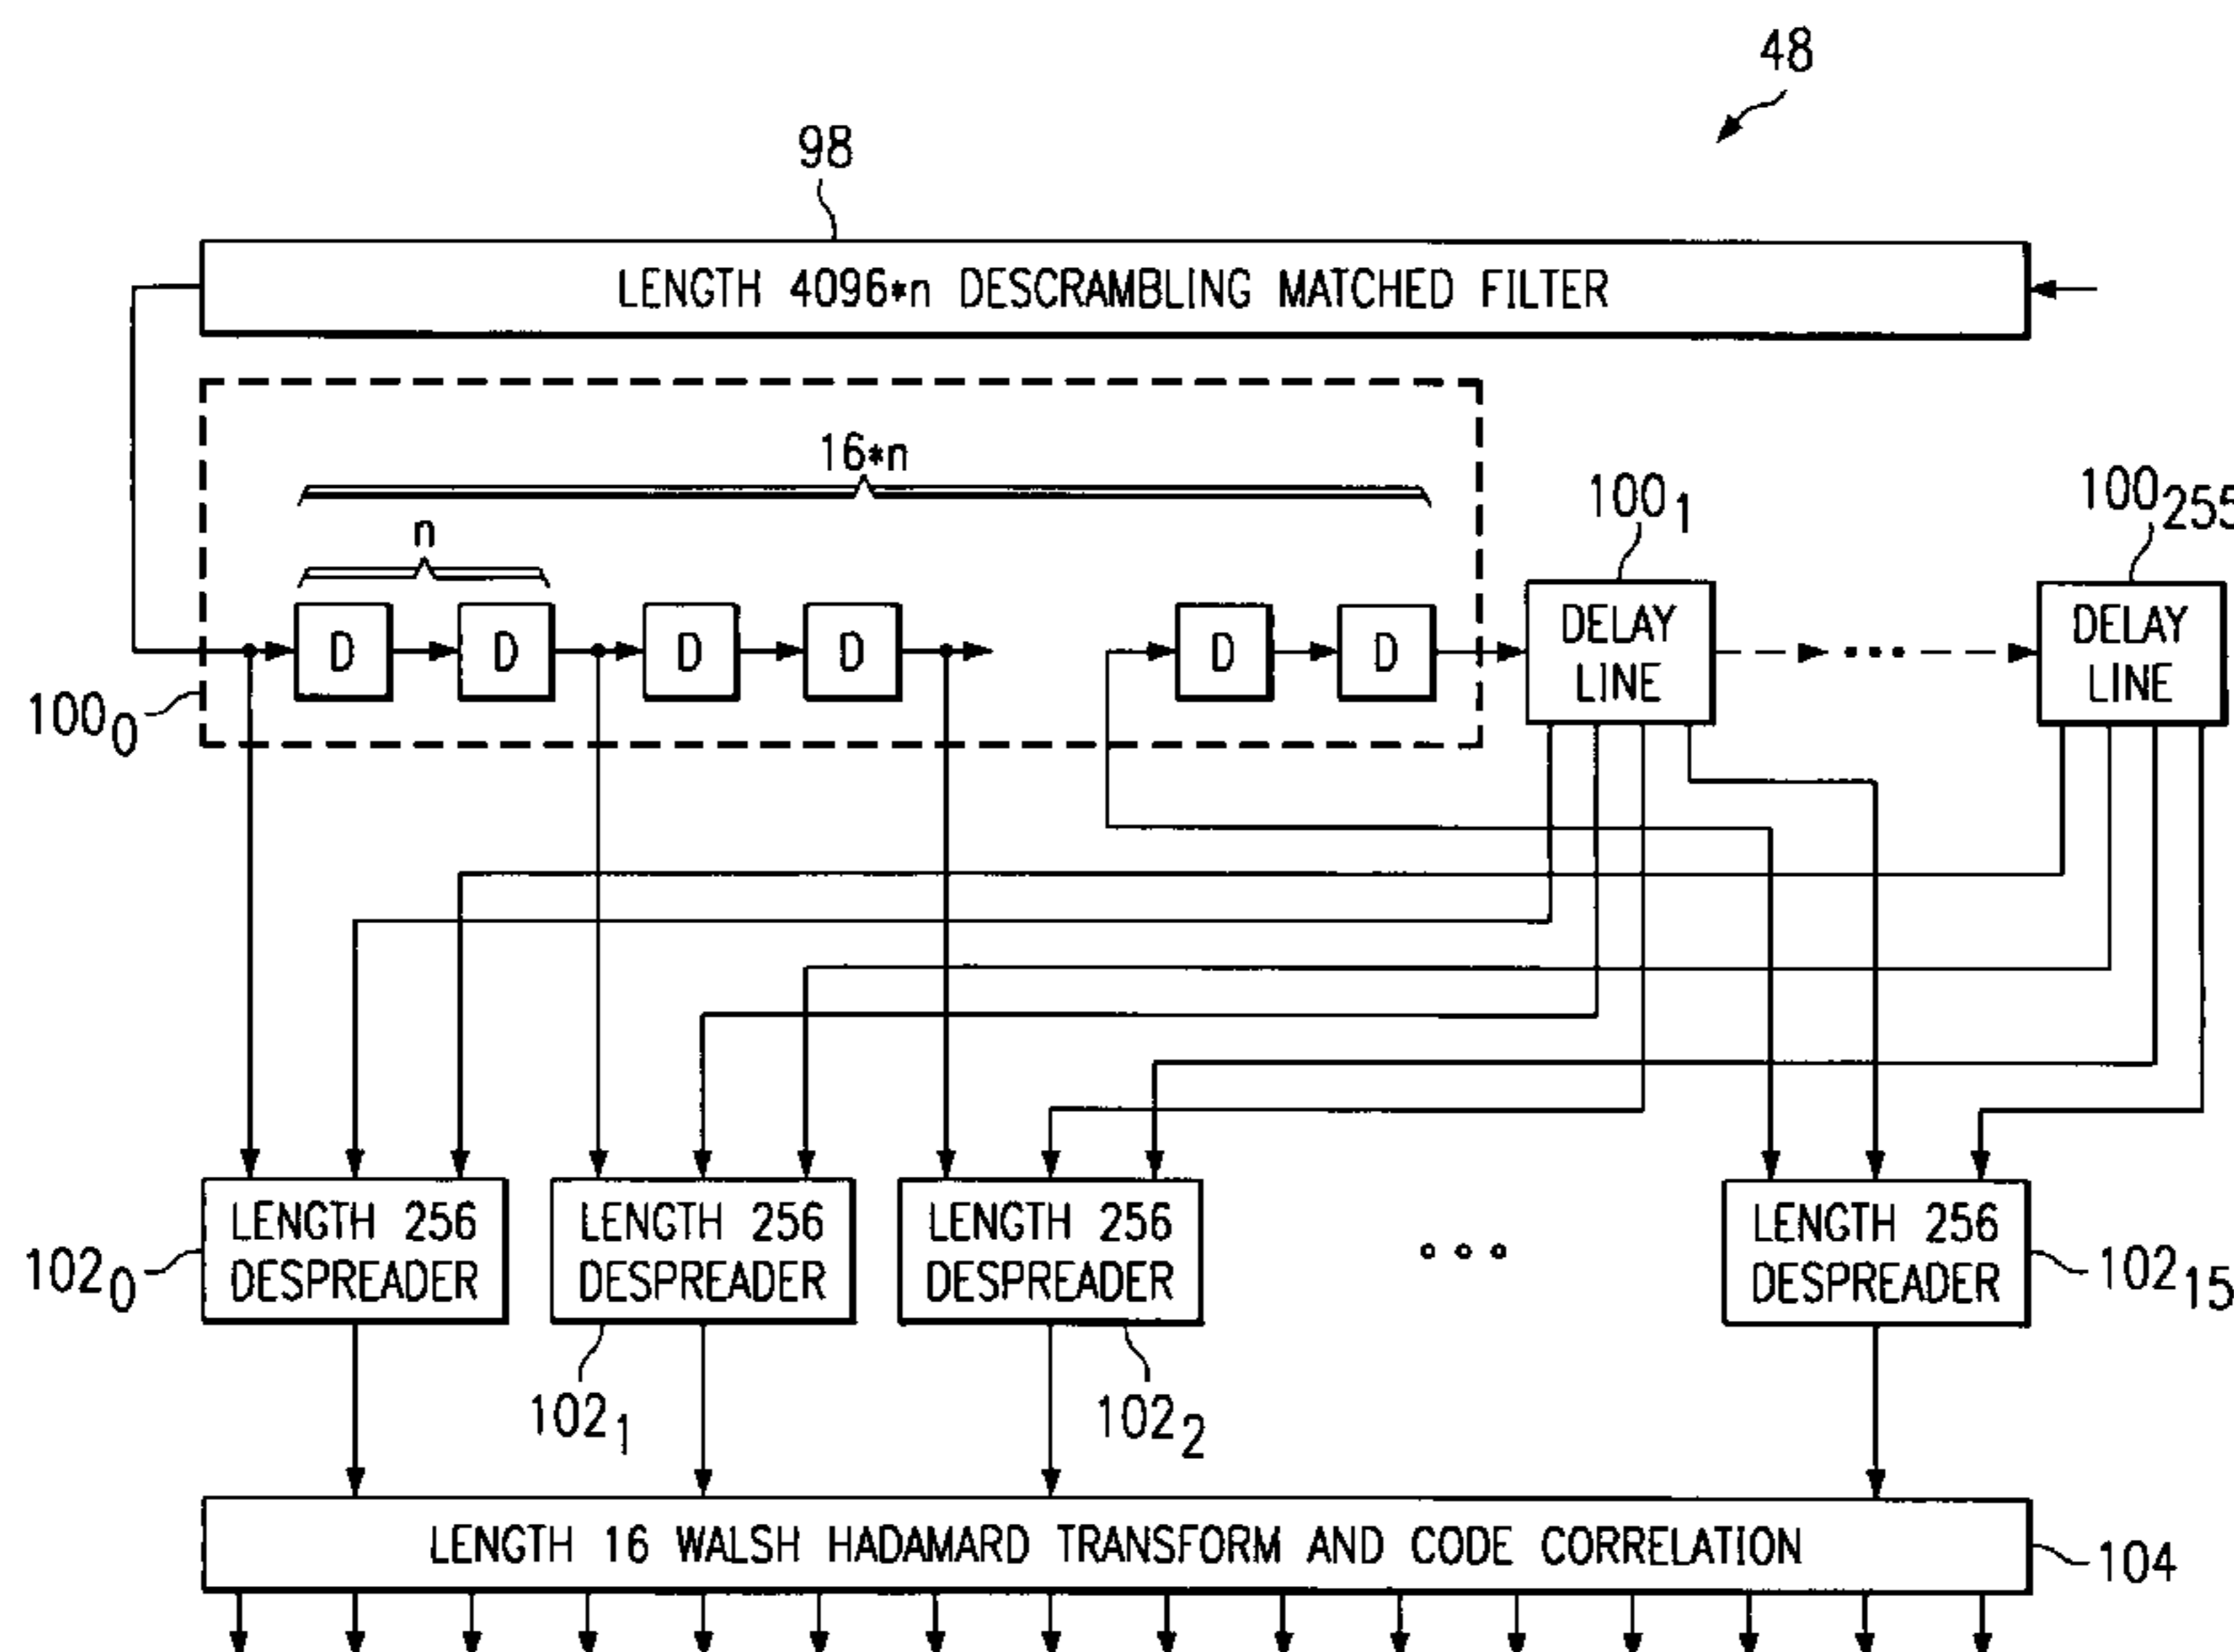 48
98
LENGTH 4096*n DESCRAMBLING MATCHED FILTER
16*n
n
100₁
100₂₅₅
D D D D D D
DELAY LINE
DELAY LINE
100₀
LENGTH 256 DESPREADER
LENGTH 256 DESPREADER
LENGTH 256 DESPREADER
LENGTH 256 DESPREADER
102₀
102₁₅
102₁
102₂
LENGTH 16 WALSH HADAMARD TRANSFORM AND CODE CORRELATION
104